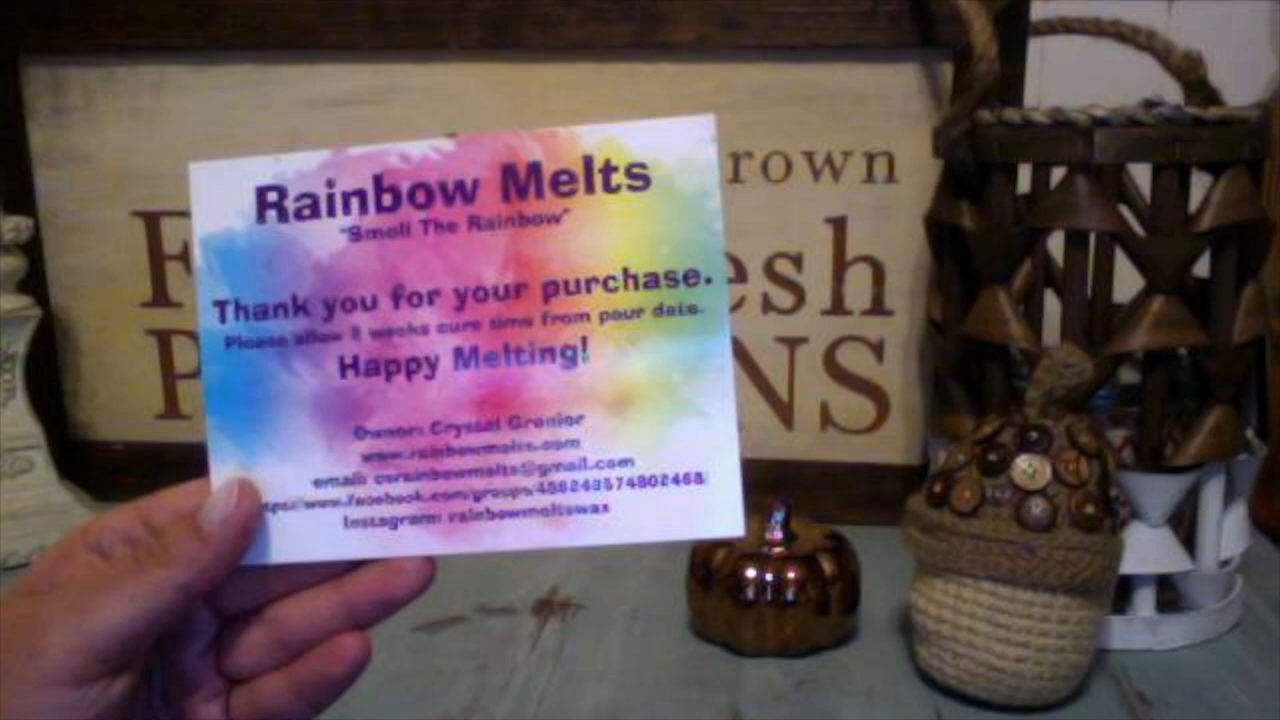 Rainbow Melts
"Smell The Rainbow"
Thank you for your purchase.
Please allow 2 weeks cure time from pour date.
Happy Melting!
Owner: Crystal Grenier
www.rainbowmelts.com
email: csrainbowmelts@gmail.com
Instagram: rainbowmeltswax
rown
F esh
P NS